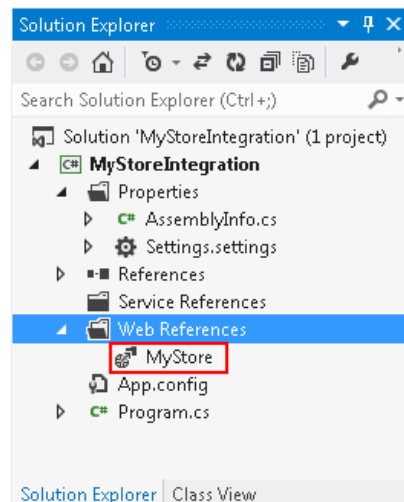 Solution Explorer
Search Solution Explorer (Ctrl+;)
Solution 'MyStoreIntegration' (1 project)
C# MyStoreIntegration
Properties
C# AssemblyInfo.cs
Settings.settings
References
Service References
Web References
MyStore
App.config
C# Program.cs
Solution Explorer Class View